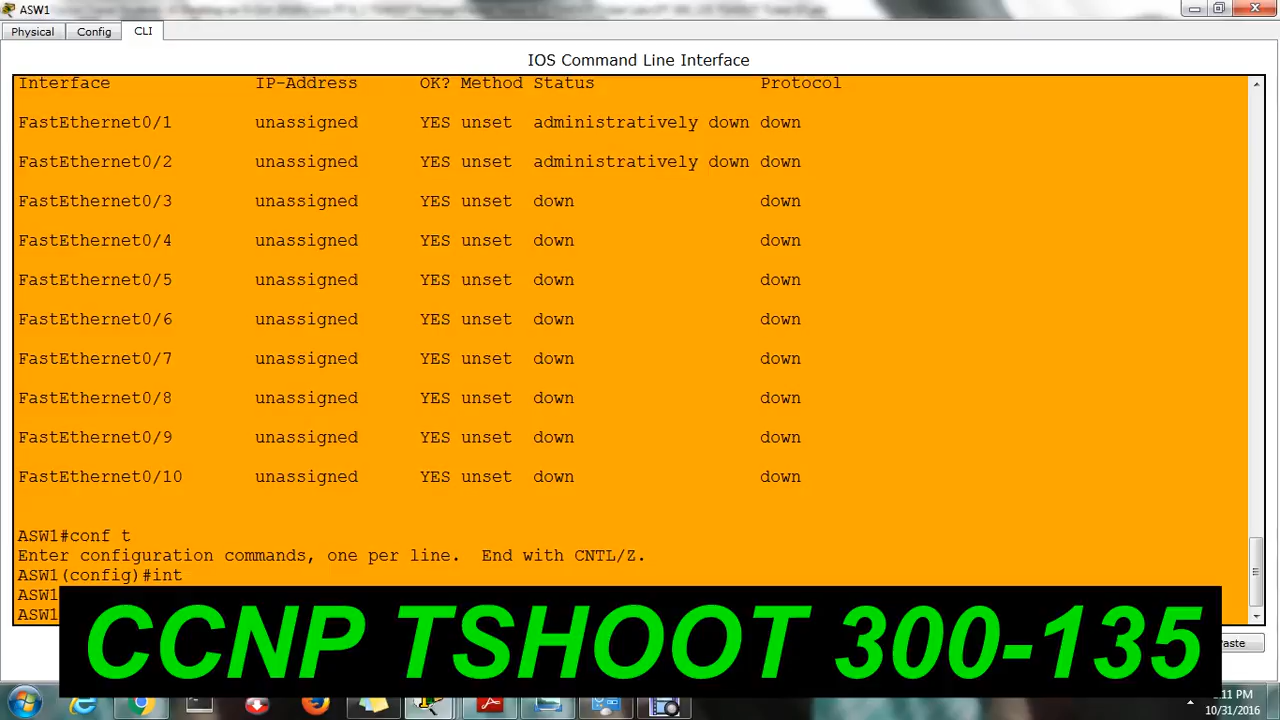 ASW1
Physical Config CLI
IOS Command Line Interface
Interface IP-Address OK? Method Status Protocol
FastEthernet0/1 unassigned YES unset administratively down down
FastEthernet0/2 unassigned YES unset administratively down down
FastEthernet0/3 unassigned YES unset down down
FastEthernet0/4 unassigned YES unset down down
FastEthernet0/5 unassigned YES unset down down
FastEthernet0/6 unassigned YES unset down down
FastEthernet0/7 unassigned YES unset down down
FastEthernet0/8 unassigned YES unset down down
FastEthernet0/9 unassigned YES unset down down
FastEthernet0/10 unassigned YES unset down down
ASW1#conf t
Enter configuration commands, one per line. End with CNTL/Z.
ASW1(config)#int
ASW1
ASW1
CCNP TSHOOT 300-135
10/31/2016